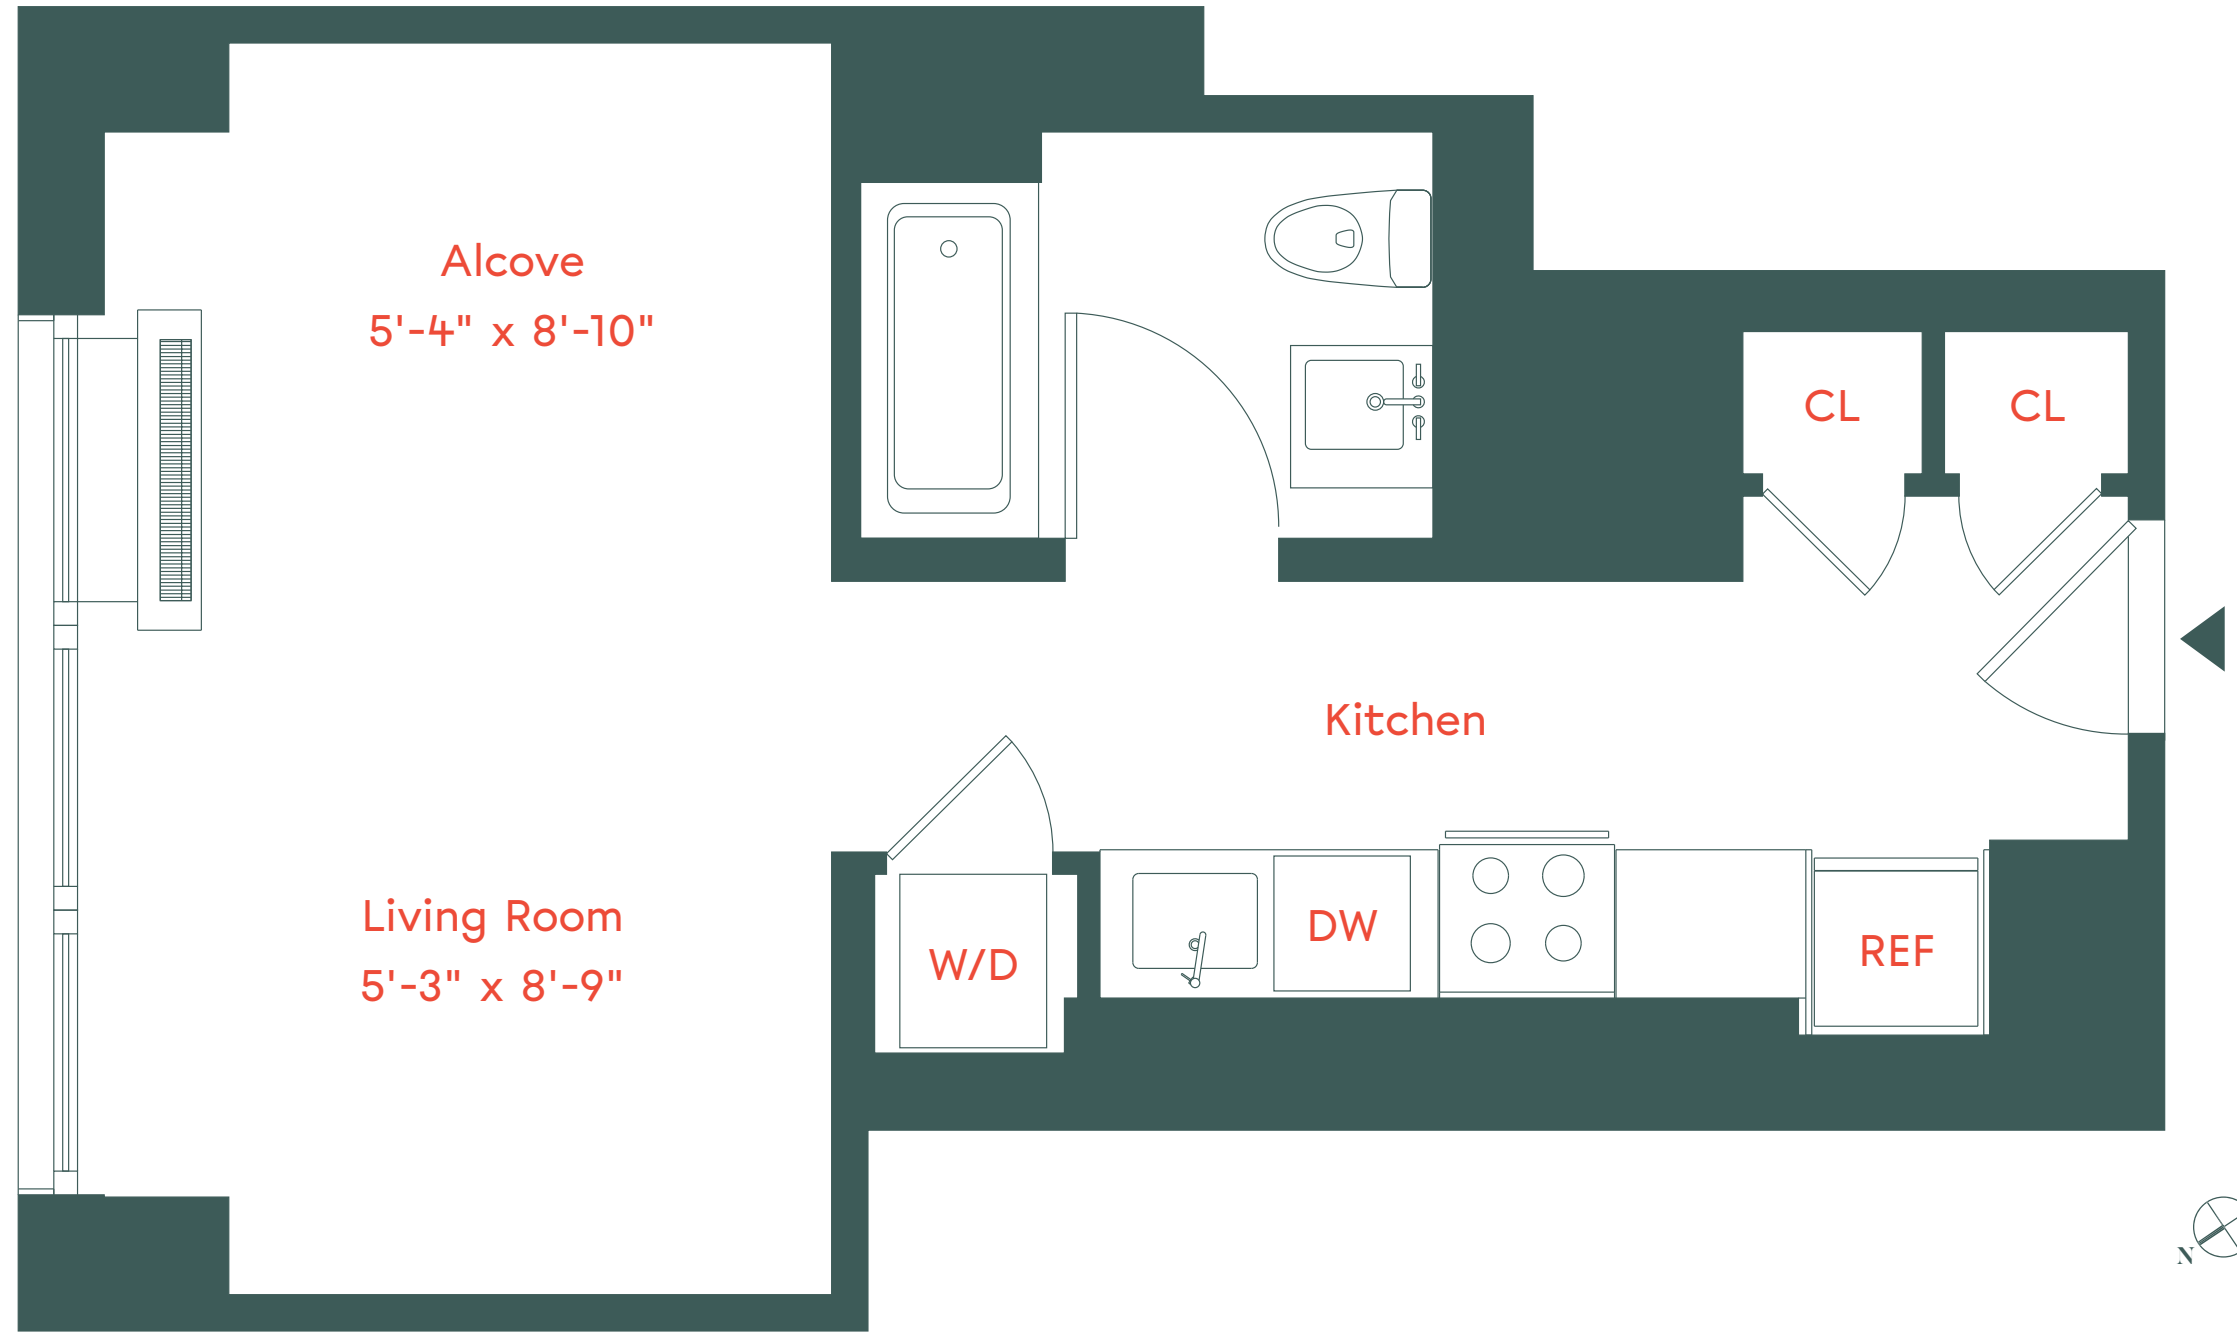 Alcove
5'-4" x 8'-10"
CL
CL
Kitchen
Living Room
5'-3" x 8'-9"
W/D
DW
REF
N